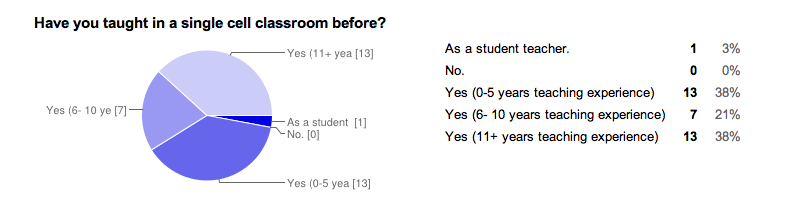 Have you taught in a single cell classroom before?
Yes (11+ yea [13]
Yes (6- 10 ye [7]
As a student [1]
No. [0]
Yes (0-5 yea [13]
As a student teacher. 1 3%
No. 0 0%
Yes (0-5 years teaching experience) 13 38%
Yes (6- 10 years teaching experience) 7 21%
Yes (11+ years teaching experience) 13 38%